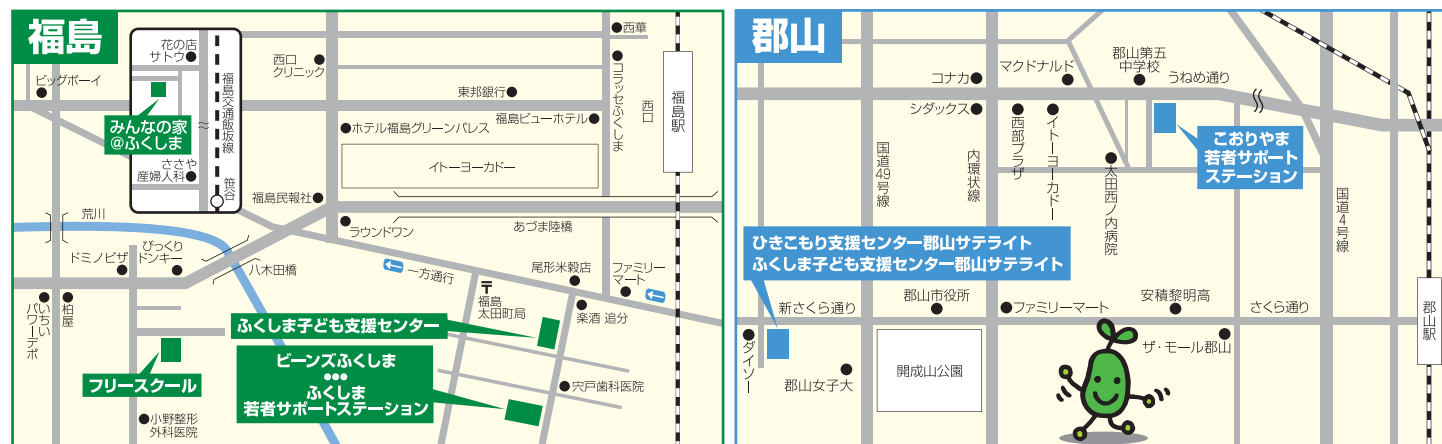 福島
花の店
サトウ
ビッグボーイ
みんなの家
@ふくしま
ささや
産婦人科
福島交通飯坂線
笹谷
西口
クリニック
東邦銀行
ホテル福島グリーンパレス
福島ビューホテル
イトーヨーカドー
西華
コラッセふくしま
西口
福島駅
福島民報社
ラウンドワン
あづま陸橋
荒川
ドミノピザ
びっくり
ドンキー
八木田橋
一方通行
福島
太田町局
尾形米穀店
ファミリー
マート
楽酒 追分
いちい
パワーデポ
柏屋
ふくしま子ども支援センター
ビーンズふくしま
●●●
ふくしま
若者サポートステーション
フリースクール
小野整形
外科医院
宍戸歯科医院
郡山
コナカ
マクドナルド
郡山第五
中学校
うねめ通り
シダックス
西部プラザ
イトーヨーカドー
太田西ノ内病院
こおりやま
若者サポート
ステーション
国道49号線
内環状線
国道4号線
ひきこもり支援センター郡山サテライト
ふくしま子ども支援センター郡山サテライト
新さくら通り
郡山市役所
ファミリーマート
安積黎明高
さくら通り
郡山駅
ダイソー
郡山女子大
開成山公園
ザ・モール郡山